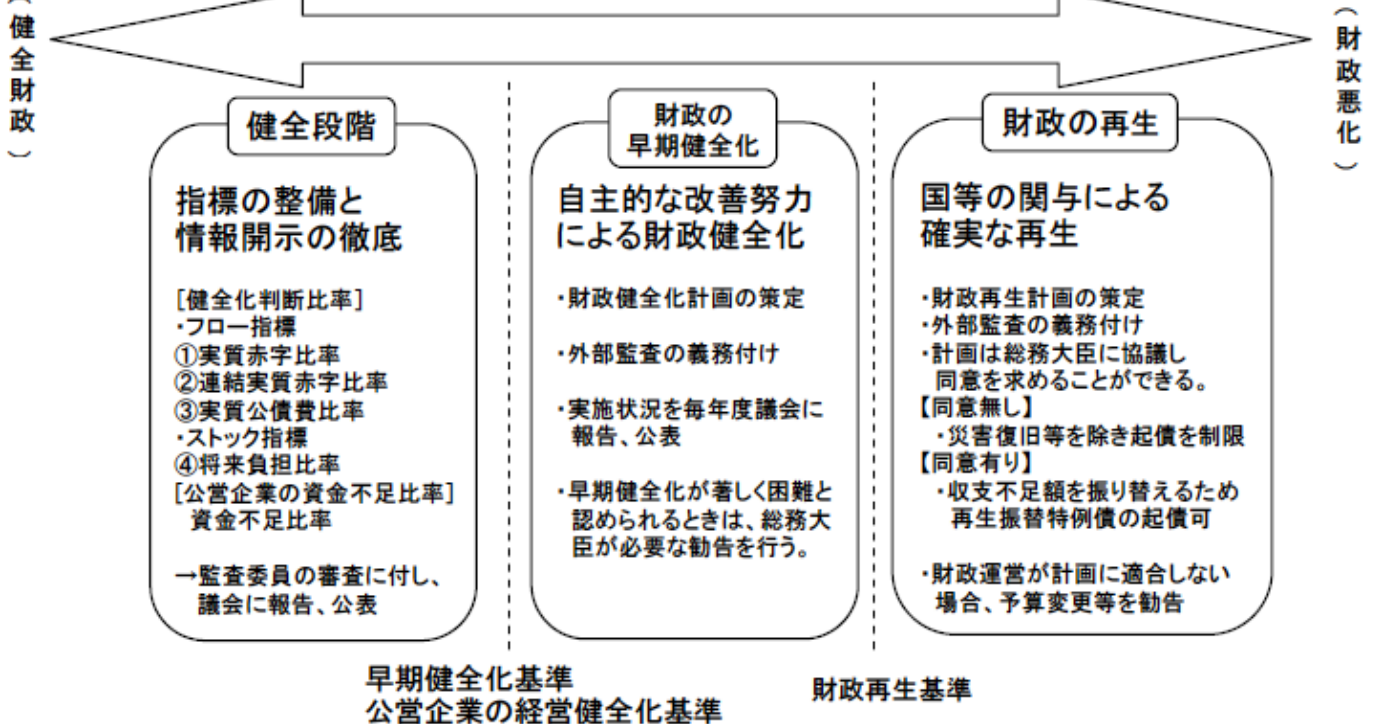 （健全財政）
（財政悪化）
健全段階
指標の整備と
情報開示の徹底
［健全化判断比率］
・フロー指標
①実質赤字比率
②連結実質赤字比率
③実質公債費比率
・ストック指標
④将来負担比率
［公営企業の資金不足比率］
資金不足比率
→監査委員の審査に付し、
議会に報告、公表
財政の
早期健全化
自主的な改善努力
による財政健全化
・財政健全化計画の策定
・外部監査の義務付け
・実施状況を毎年度議会に
報告、公表
・早期健全化が著しく困難と
認められるときは、総務大
臣が必要な勧告を行う。
財政の再生
国等の関与による
確実な再生
・財政再生計画の策定
・外部監査の義務付け
・計画は総務大臣に協議し
同意を求めることができる。
【同意無し】
・災害復旧等を除き起債を制限
【同意有り】
・収支不足額を振り替えるため
再生振替特例債の起債可
・財政運営が計画に適合しない
場合、予算変更等を勧告
早期健全化基準
公営企業の経営健全化基準
財政再生基準